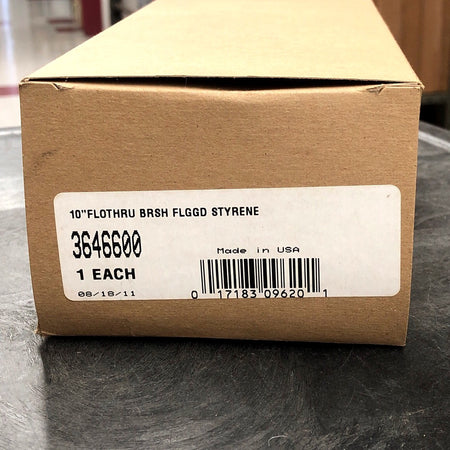 10"FLOTHRU BRSH FLGGD STYRENE
3646600
Made in USA
1 EACH
08/18/11
0 17183 09620 1